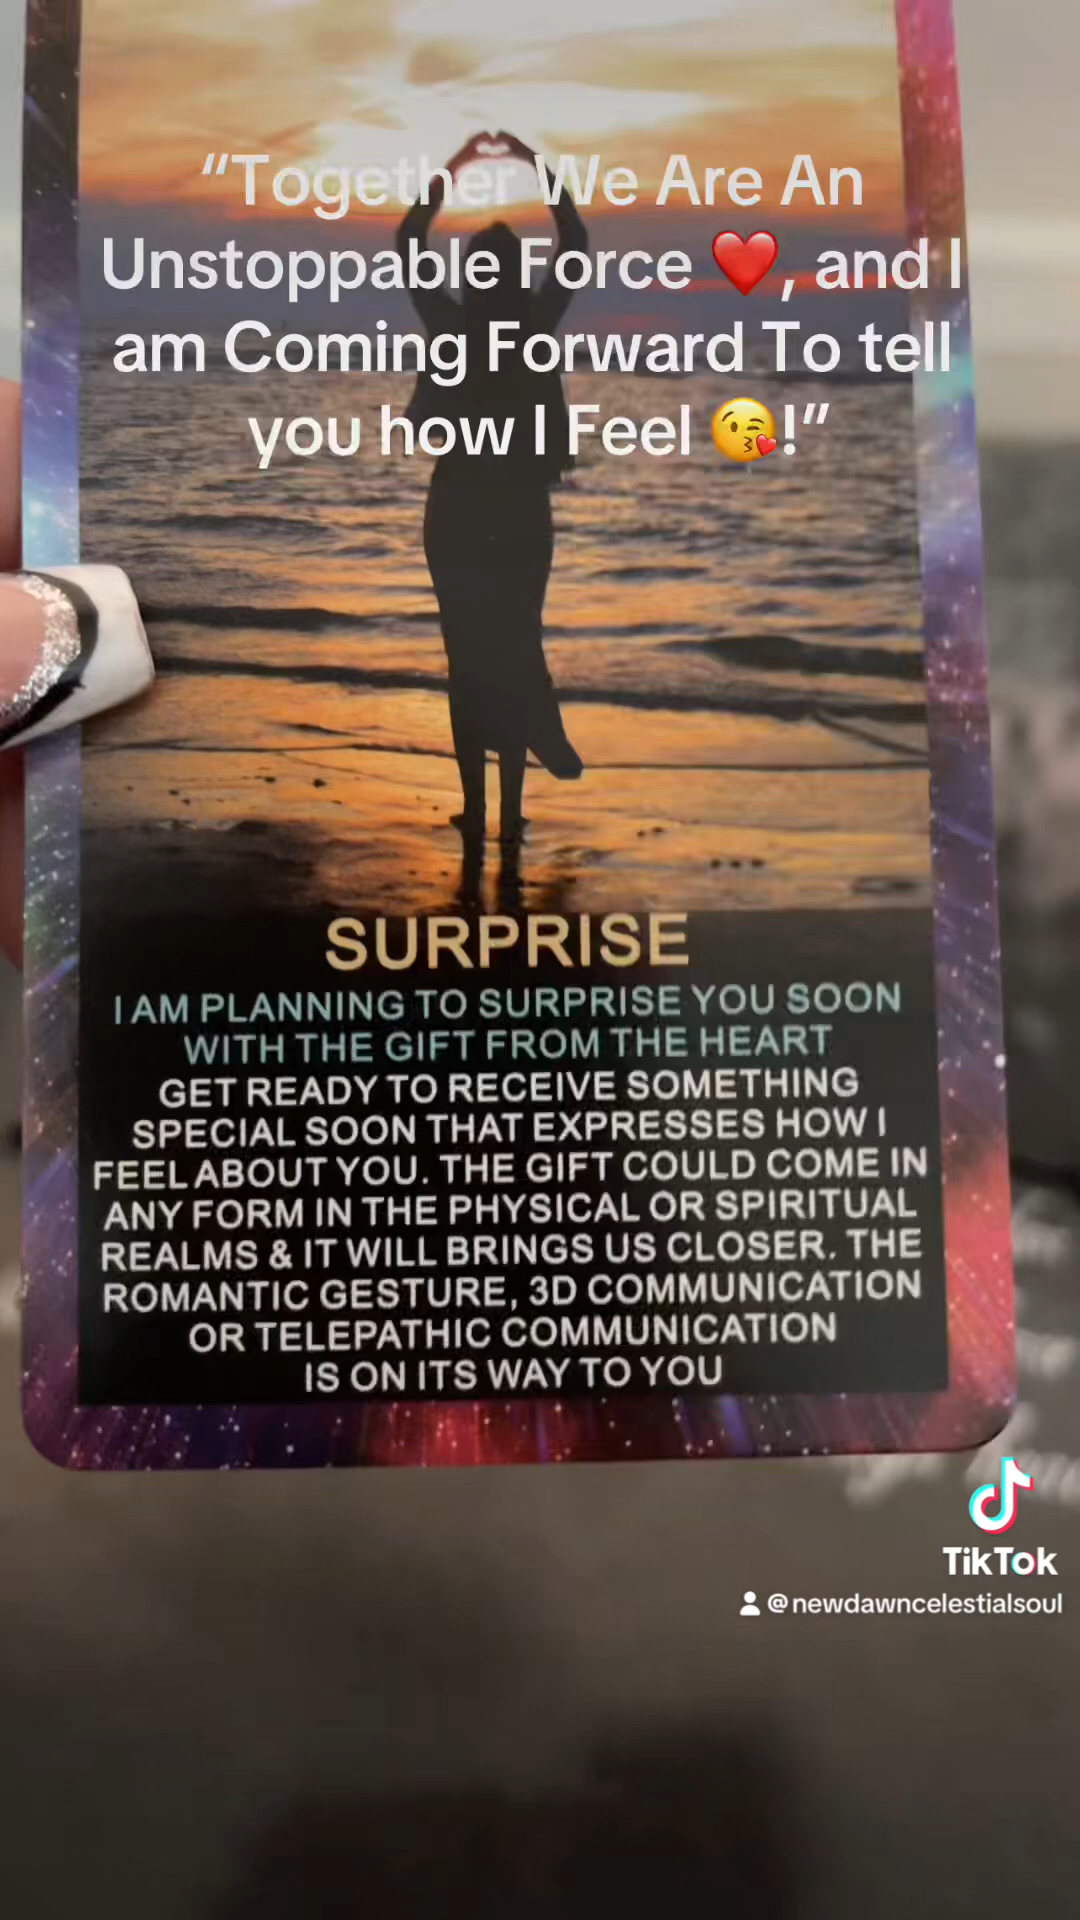 “Together We Are An
Unstoppable Force ❤️, and I
am Coming Forward To tell
you how I Feel 😘!”
SURPRISE
I AM PLANNING TO SURPRISE YOU SOON
WITH THE GIFT FROM THE HEART
GET READY TO RECEIVE SOMETHING
SPECIAL SOON THAT EXPRESSES HOW I
FEEL ABOUT YOU. THE GIFT COULD COME IN
ANY FORM IN THE PHYSICAL OR SPIRITUAL
REALMS & IT WILL BRINGS US CLOSER. THE
ROMANTIC GESTURE, 3D COMMUNICATION
OR TELEPATHIC COMMUNICATION
IS ON ITS WAY TO YOU
TikTok
@newdawncelestialsoul